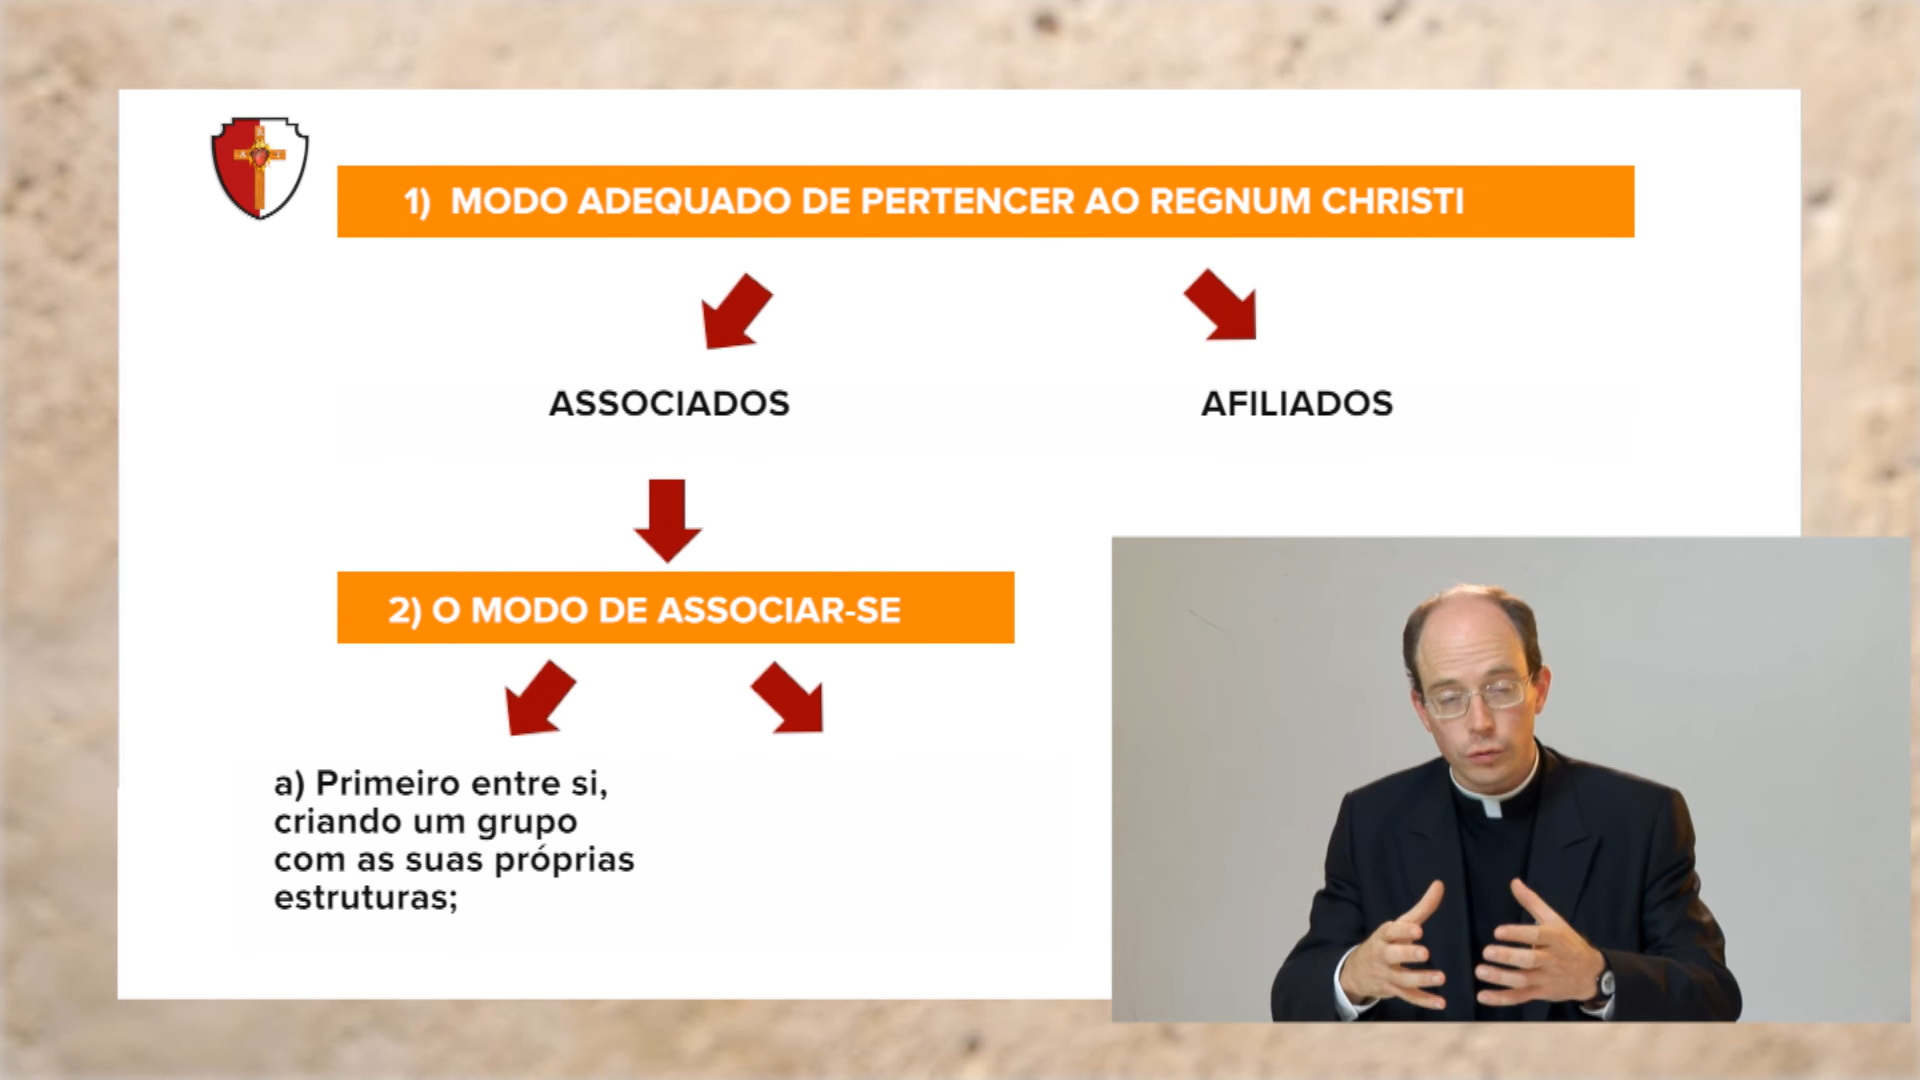 1) MODO ADEQUADO DE PERTENCER AO REGNUM CHRISTI
ASSOCIADOS
AFILIADOS
2) O MODO DE ASSOCIAR-SE
a) Primeiro entre si,
criando um grupo
com as suas próprias
estruturas;